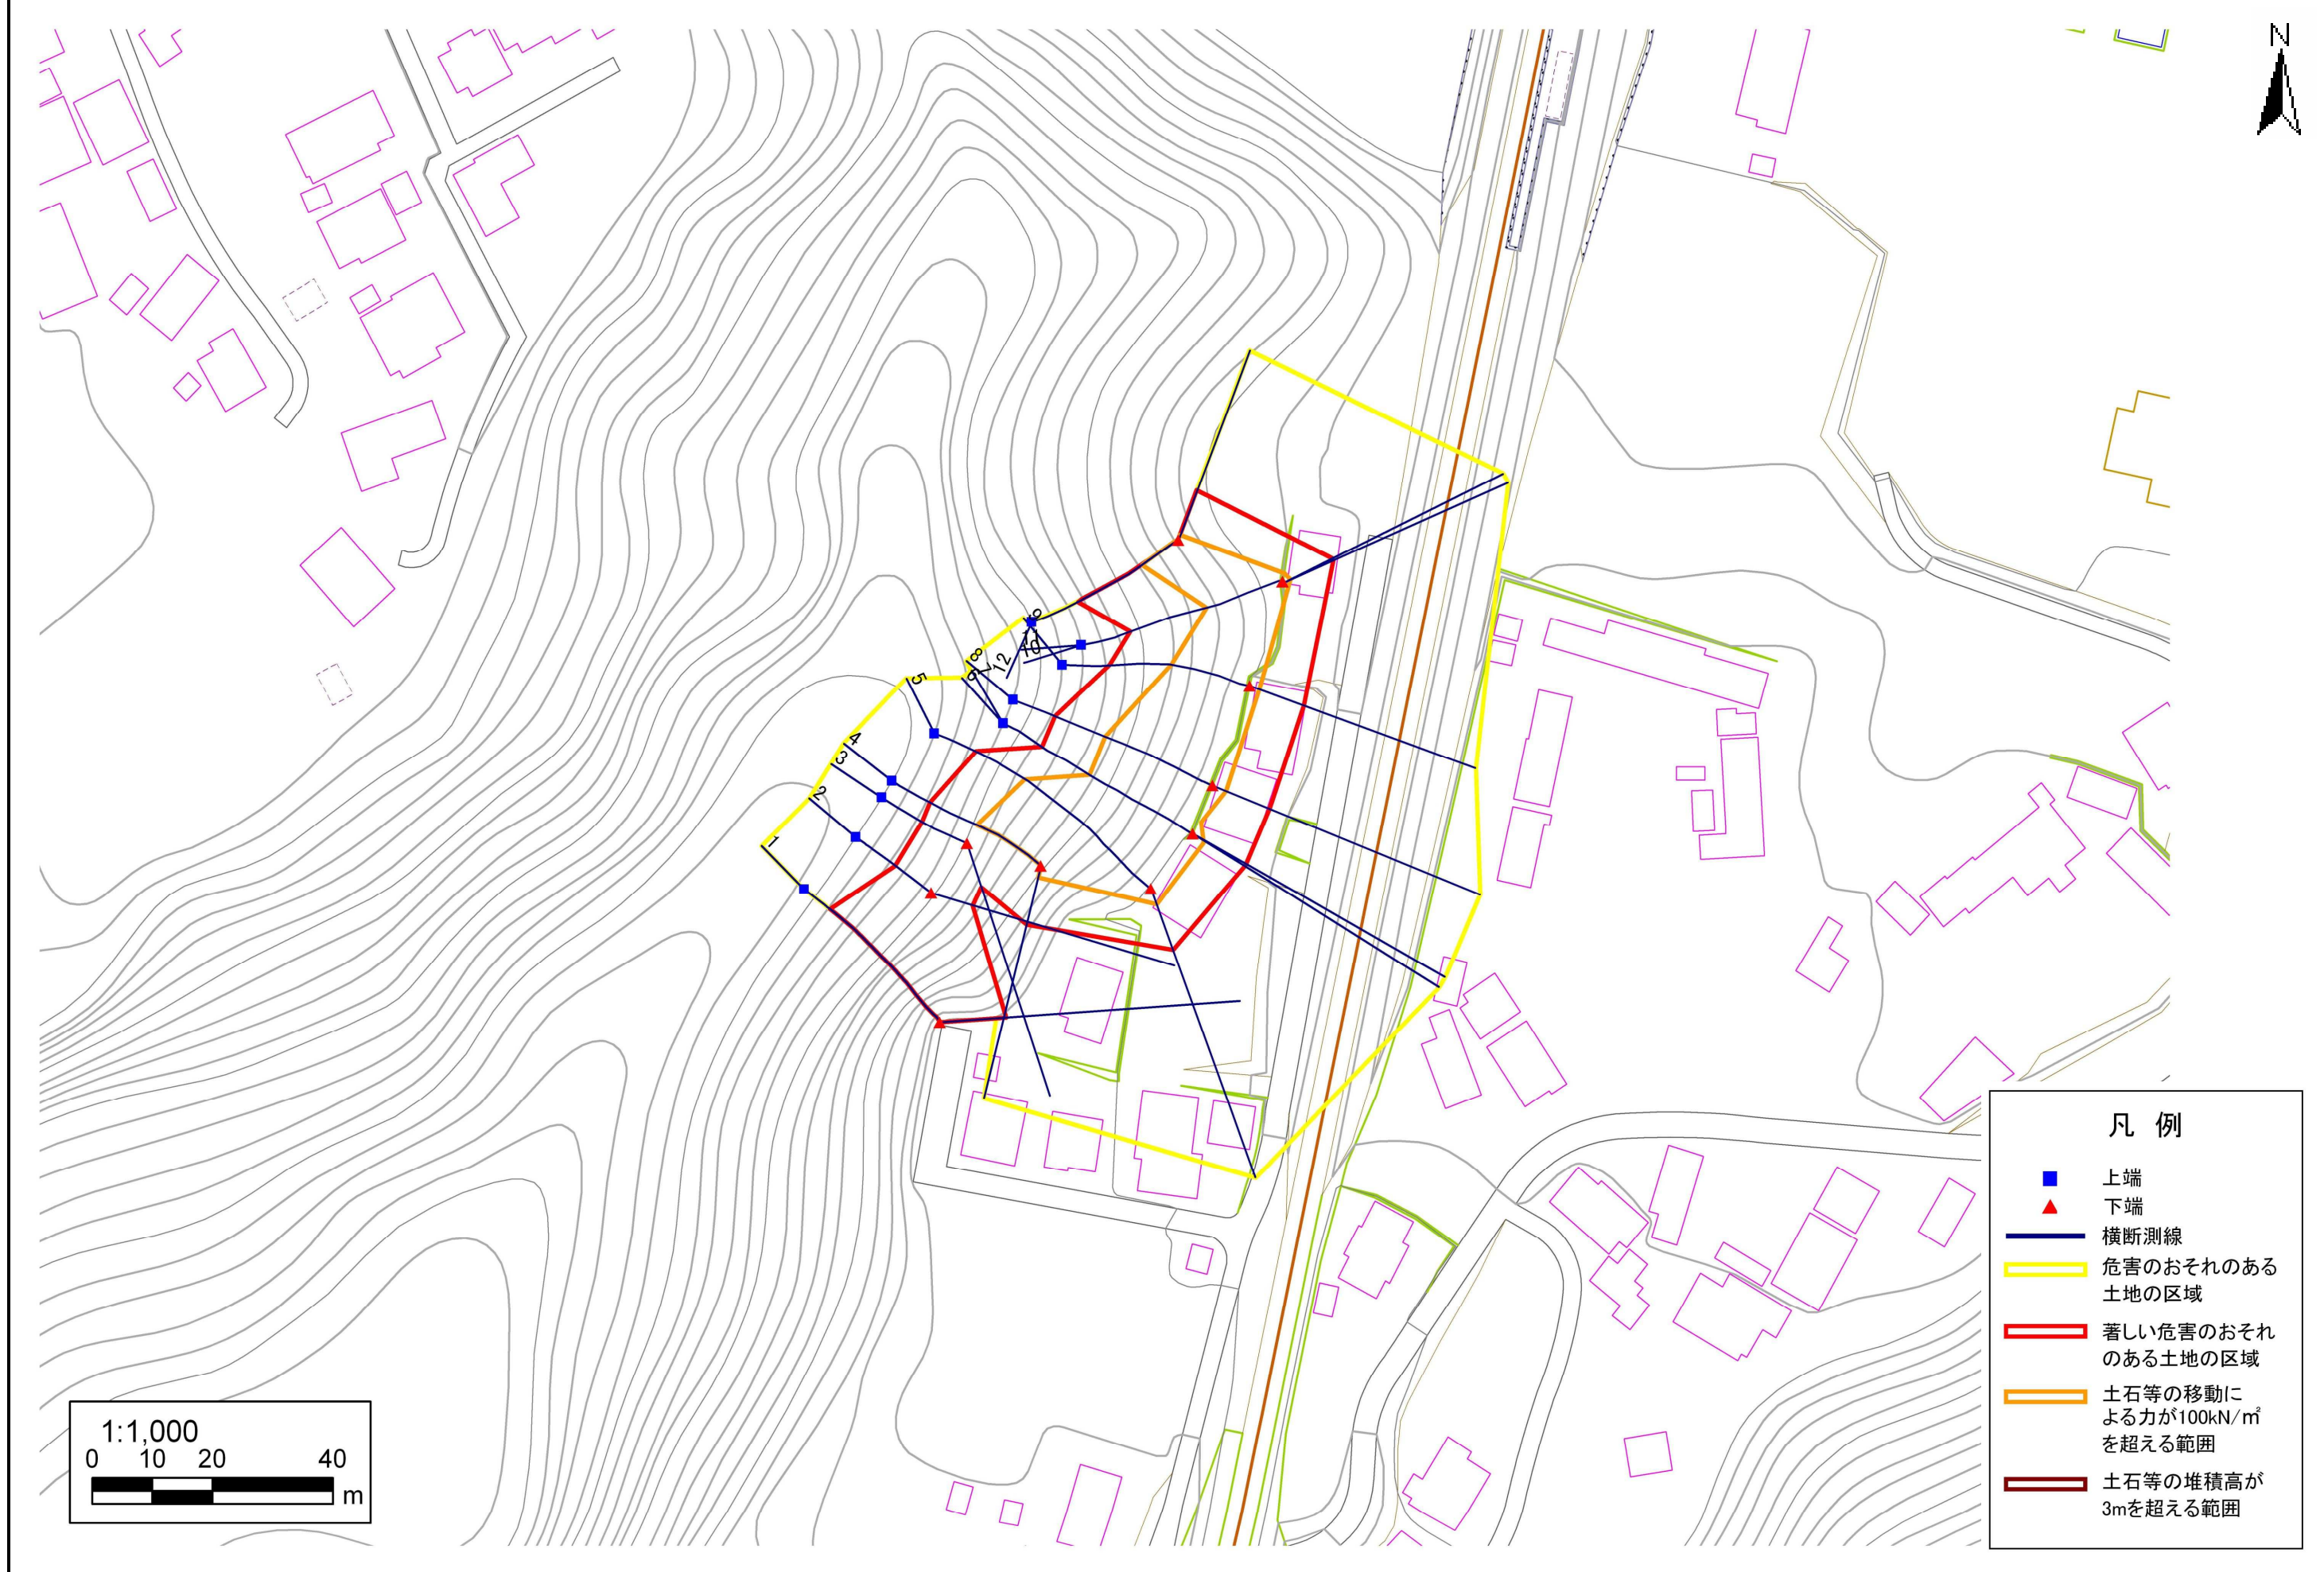 N
1
2
3
4
5
6
7
8
9
10
11
12
凡 例
上端
下端
横断測線
危害のおそれのある
土地の区域
著しい危害のおそれ
のある土地の区域
土石等の移動に
よる力が100kN/㎡
を超える範囲
土石等の堆積高が
3mを超える範囲
1:1,000
0 10 20 40
m